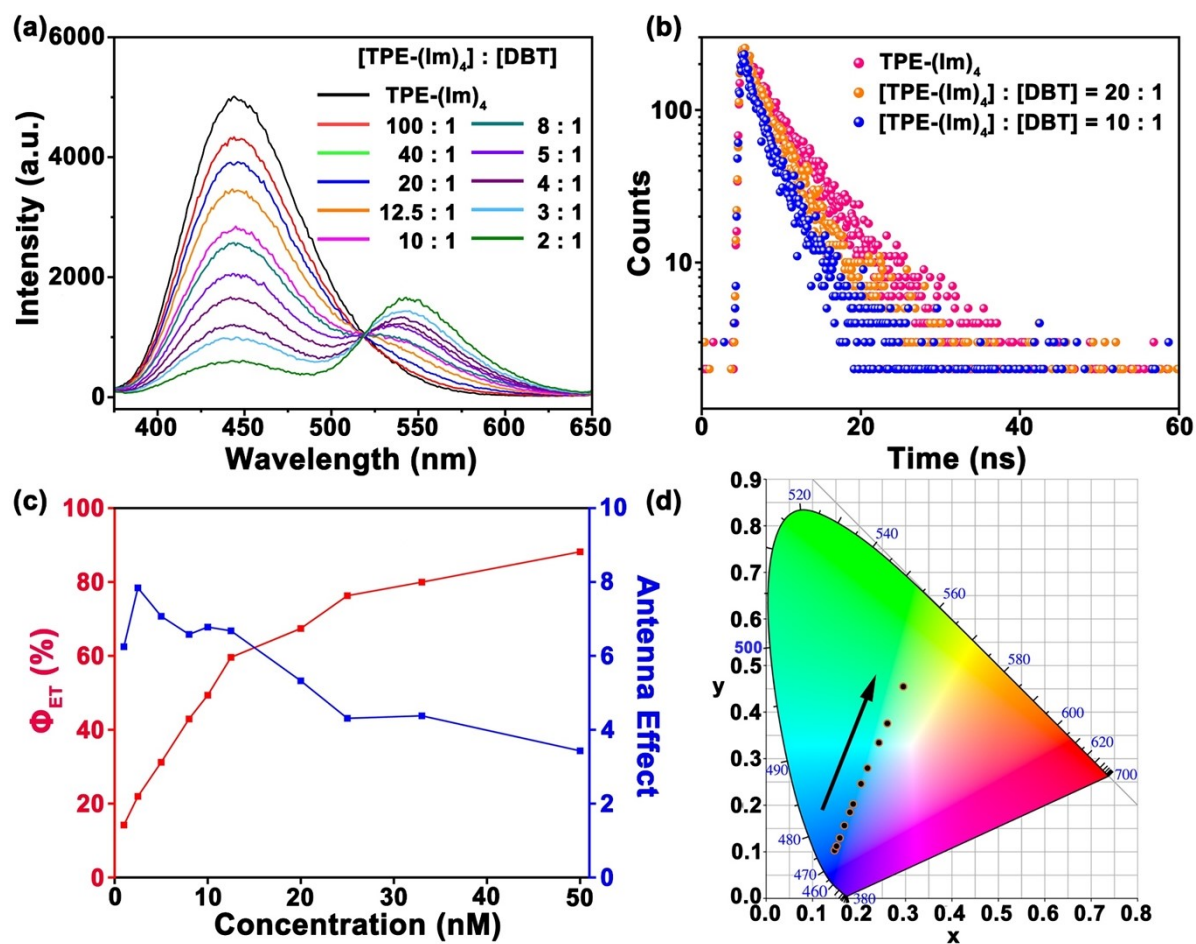 (a)
6000
4000
2000
0
Intensity (a.u.)
[TPE-(Im)₄] : [DBT]
TPE-(Im)₄
100 : 1
8 : 1
40 : 1
5 : 1
20 : 1
4 : 1
12.5 : 1
3 : 1
10 : 1
2 : 1
400 450 500 550 600 650
Wavelength (nm)
(b)
100
10
Counts
TPE-(Im)₄
[TPE-(Im)₄] : [DBT] = 20 : 1
[TPE-(Im)₄] : [DBT] = 10 : 1
0 20 40 60
Time (ns)
(c)
100
80
60
40
20
0
Φ_ET (%)
10
8
6
4
2
0
Antenna Effect
0 10 20 30 40 50
Concentration (nM)
(d)
0.9
0.8
0.7
0.6
0.5
0.4
0.3
0.2
0.1
0.0
y
520
540
560
500
580
600
620
490
700
480
470
460
380
0.0 0.1 0.2 0.3 0.4 0.5 0.6 0.7 0.8
x